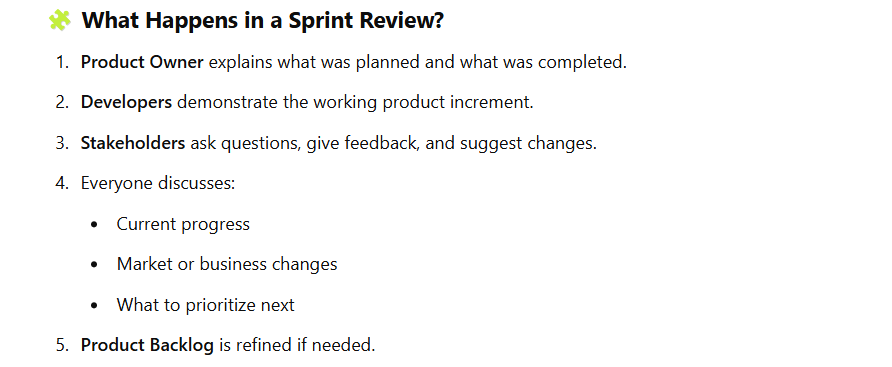 🧩 What Happens in a Sprint Review?
1. Product Owner explains what was planned and what was completed.
2. Developers demonstrate the working product increment.
3. Stakeholders ask questions, give feedback, and suggest changes.
4. Everyone discusses:
• Current progress
• Market or business changes
• What to prioritize next
5. Product Backlog is refined if needed.